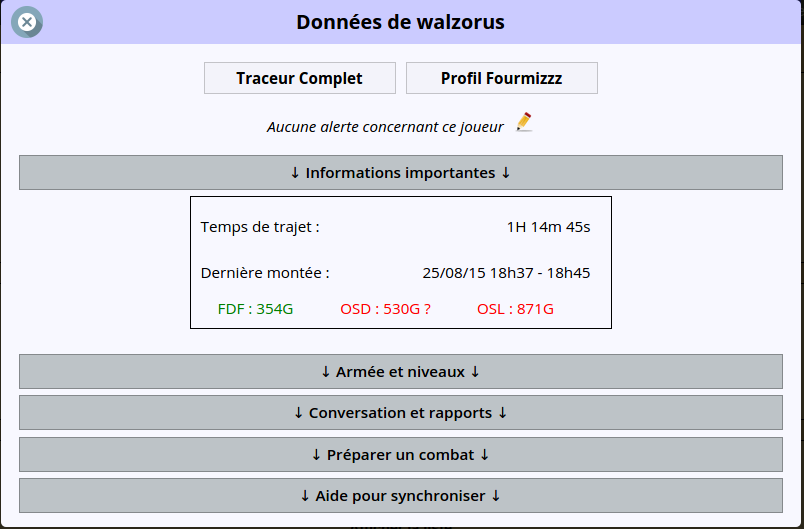 Données de walzorus
Traceur Complet Profil Fourmizzz
Aucune alerte concernant ce joueur
↓ Informations importantes ↓
Temps de trajet : 1H 14m 45s
Dernière montée : 25/08/15 18h37 - 18h45
FDF : 354G OSD : 530G ? OSL : 871G
↓ Armée et niveaux ↓
↓ Conversation et rapports ↓
↓ Préparer un combat ↓
↓ Aide pour synchroniser ↓